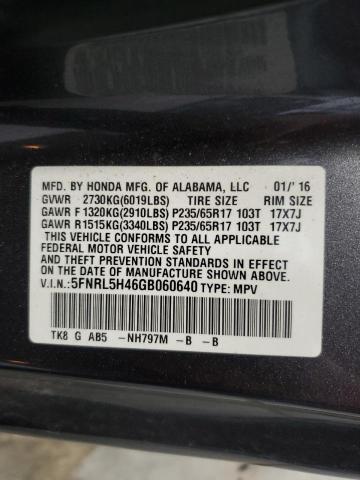 MFD. BY HONDA MFG. OF ALABAMA, LLC 01/'16
GVWR 2730KG(6019LBS) TIRE SIZE RIM SIZE
GAWR F 1320KG(2910LBS) P235/65R17 103T 17X7J
GAWR R 1515KG(3340LBS) P235/65R17 103T 17X7J
THIS VEHICLE CONFORMS TO ALL APPLICABLE
FEDERAL MOTOR VEHICLE SAFETY
AND THEFT PREVENTION STANDARDS IN EFFECT
ON THE DATE OF MANUFACTURE SHOWN ABOVE.
V.I.N.: 5FNRL5H46GB060640 TYPE: MPV
TK8 G AB5 -NH797M -B -B